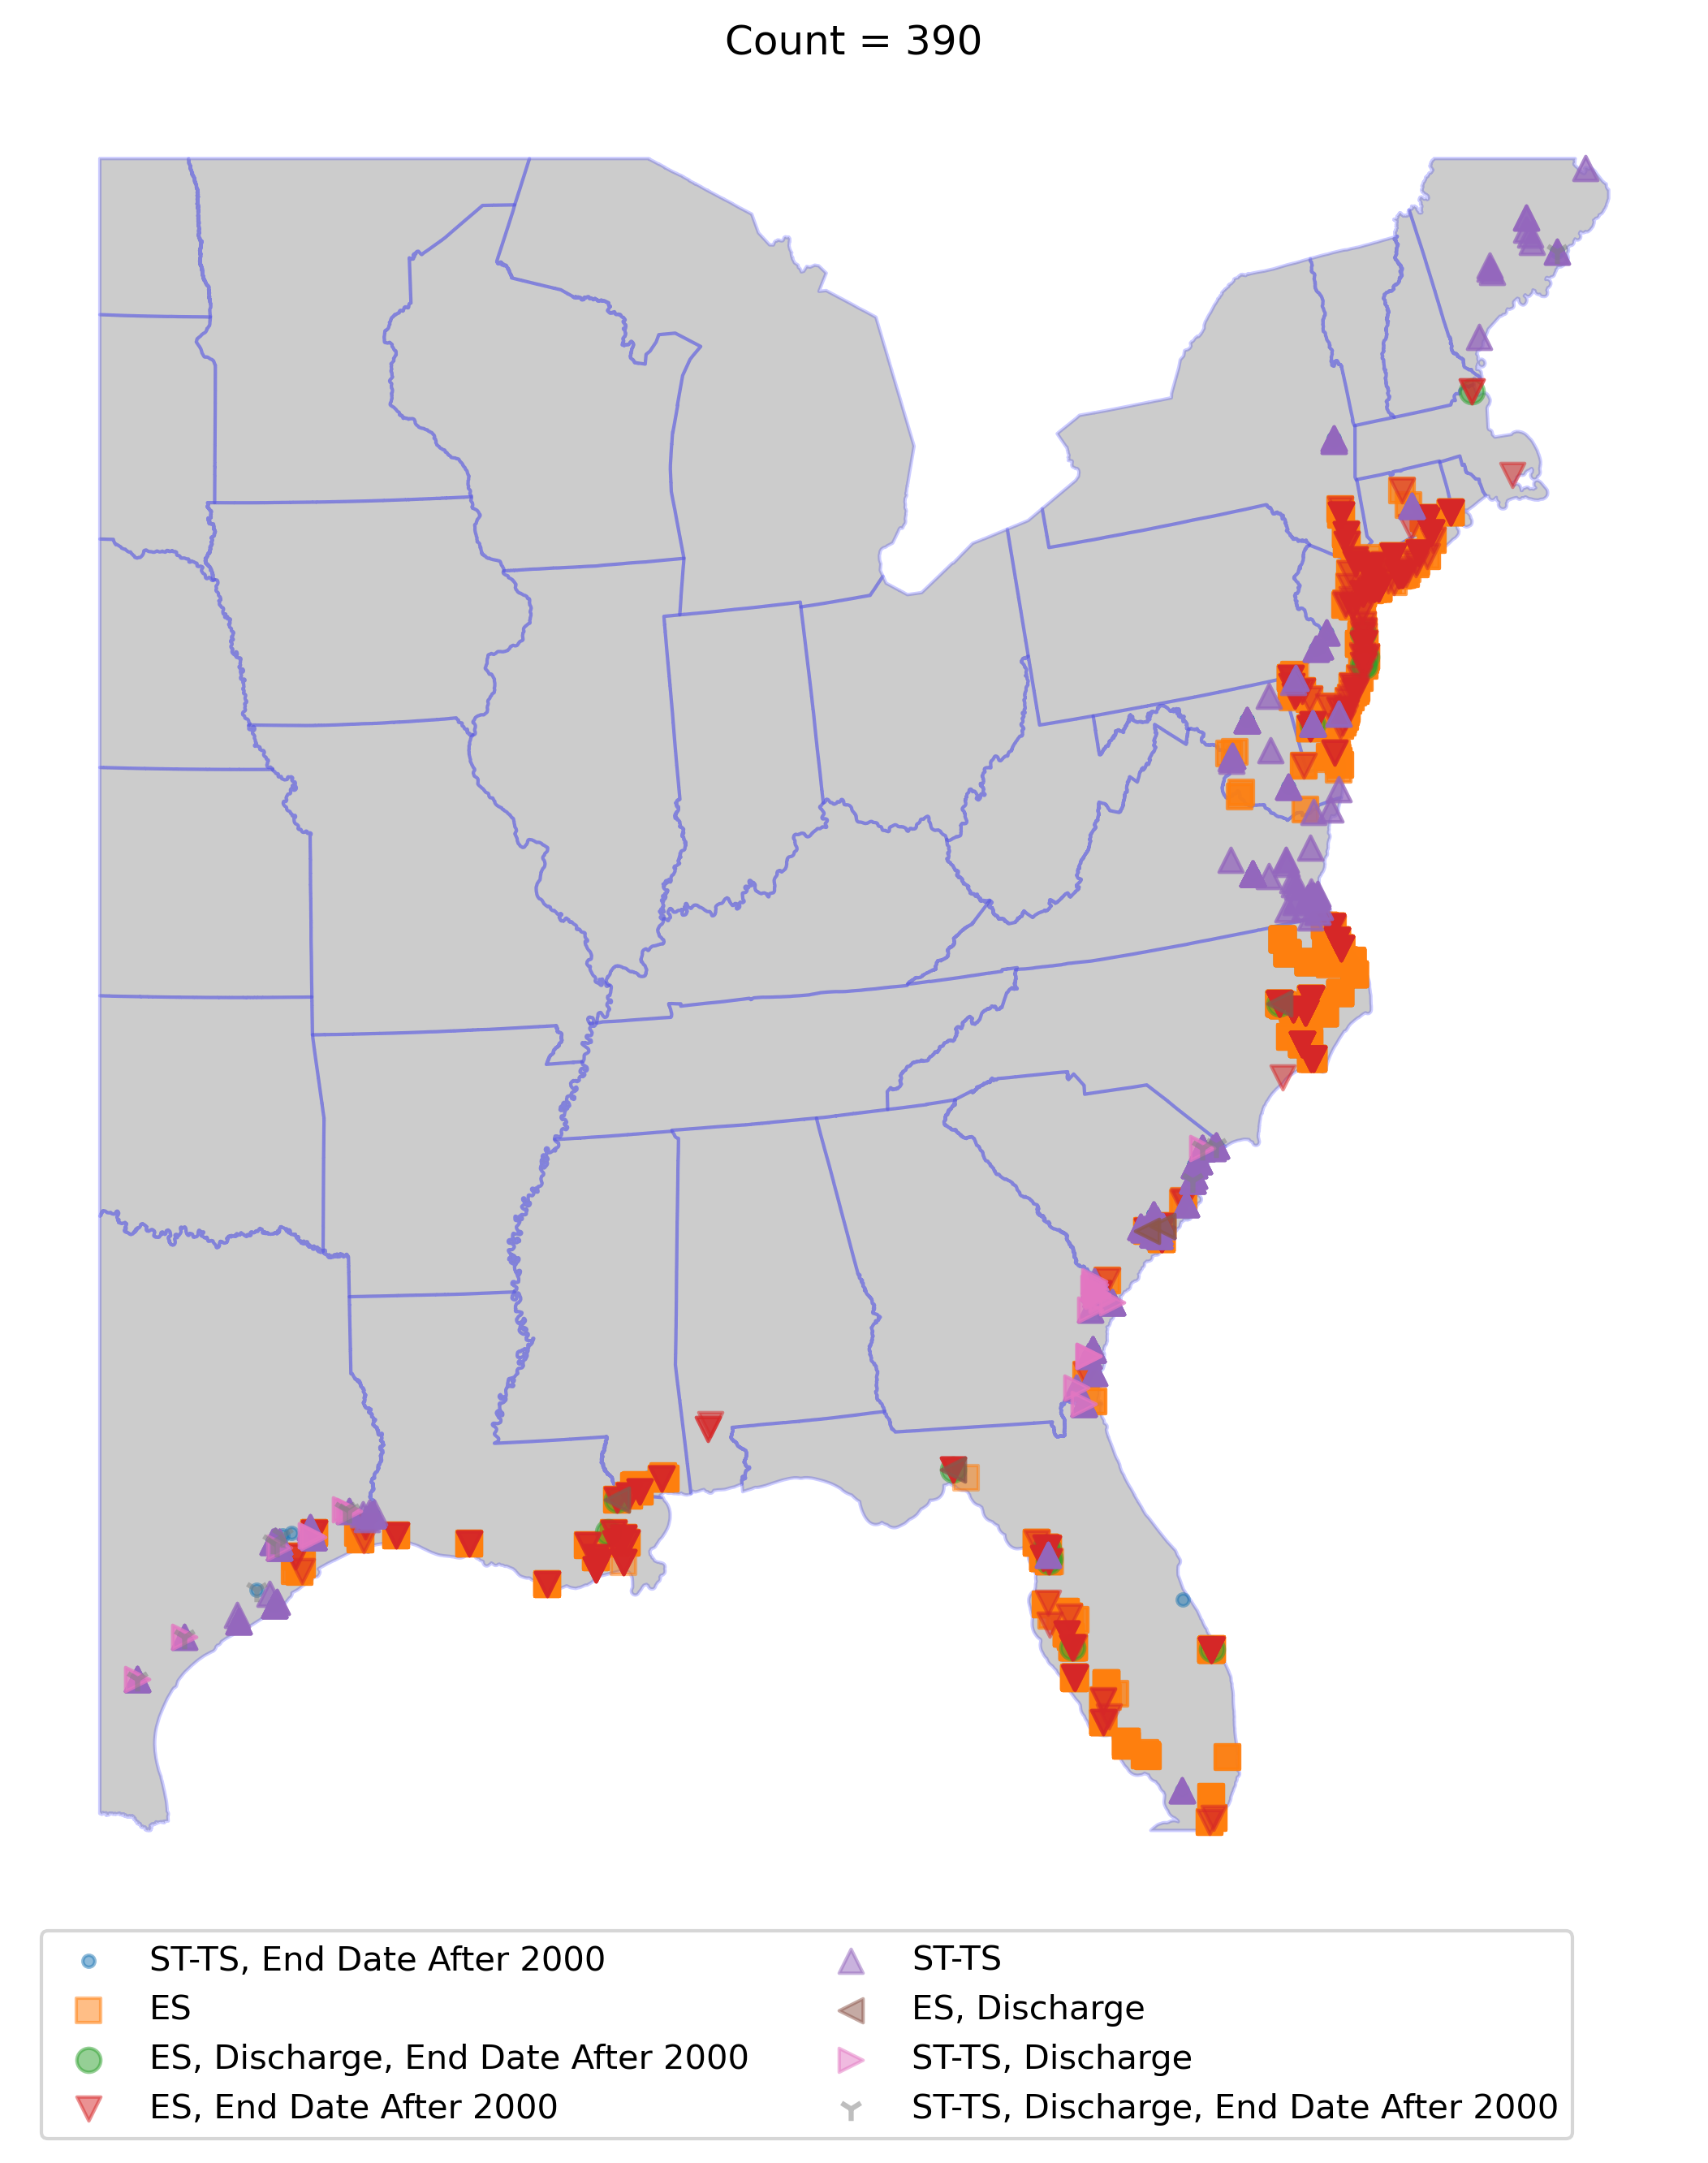 Count = 390
ST-TS, End Date After 2000
ES
ES, Discharge, End Date After 2000
ES, End Date After 2000
ST-TS
ES, Discharge
ST-TS, Discharge
ST-TS, Discharge, End Date After 2000